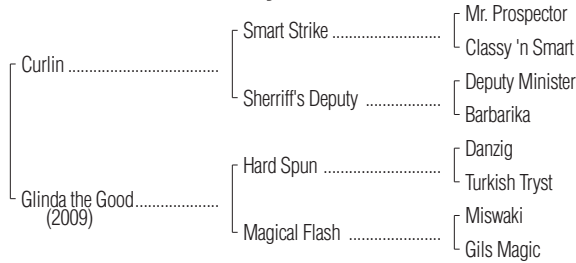 Mr. Prospector
Smart Strike ......................
Classy 'n Smart
Curlin ...............................
Deputy Minister
Sherriff's Deputy ...............
Barbarika
Danzig
Hard Spun ........................
Turkish Tryst
Glinda the Good.................
(2009)
Miswaki
Magical Flash ...................
Gils Magic